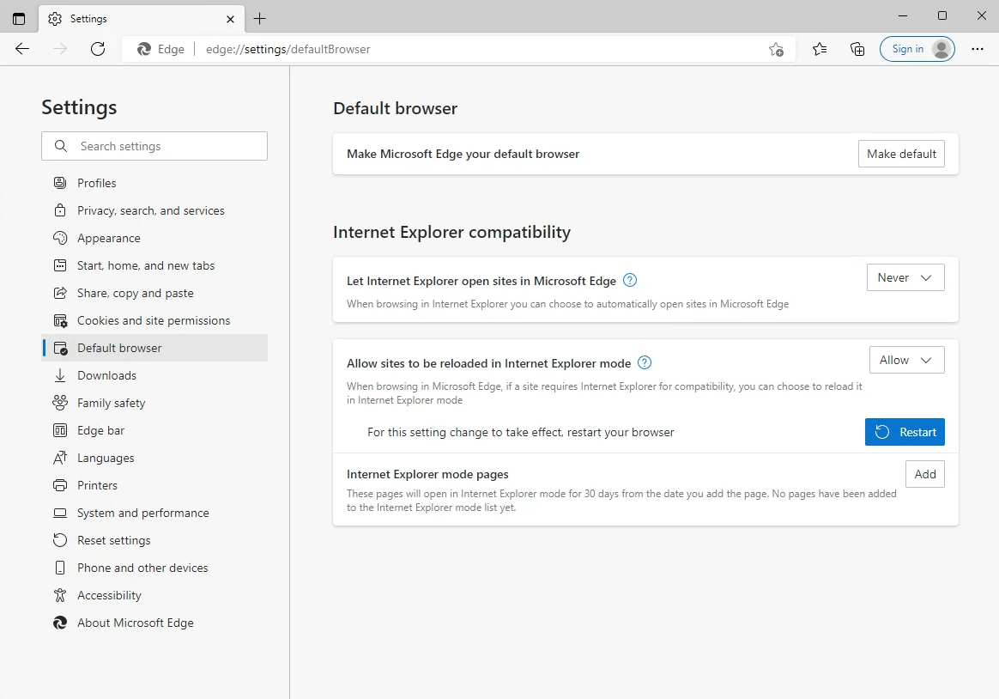 Settings
Edge
edge://settings/defaultBrowser
Sign in
Settings
Search settings
Profiles
Privacy, search, and services
Appearance
Start, home, and new tabs
Share, copy and paste
Cookies and site permissions
Default browser
Downloads
Family safety
Edge bar
Languages
Printers
System and performance
Reset settings
Phone and other devices
Accessibility
About Microsoft Edge
Default browser
Make Microsoft Edge your default browser
Make default
Internet Explorer compatibility
Let Internet Explorer open sites in Microsoft Edge
Never
When browsing in Internet Explorer you can choose to automatically open sites in Microsoft Edge
Allow sites to be reloaded in Internet Explorer mode
Allow
When browsing in Microsoft Edge, if a site requires Internet Explorer for compatibility, you can choose to reload it
in Internet Explorer mode
For this setting change to take effect, restart your browser
Restart
Internet Explorer mode pages
Add
These pages will open in Internet Explorer mode for 30 days from the date you add the page. No pages have been added
to the Internet Explorer mode list yet.